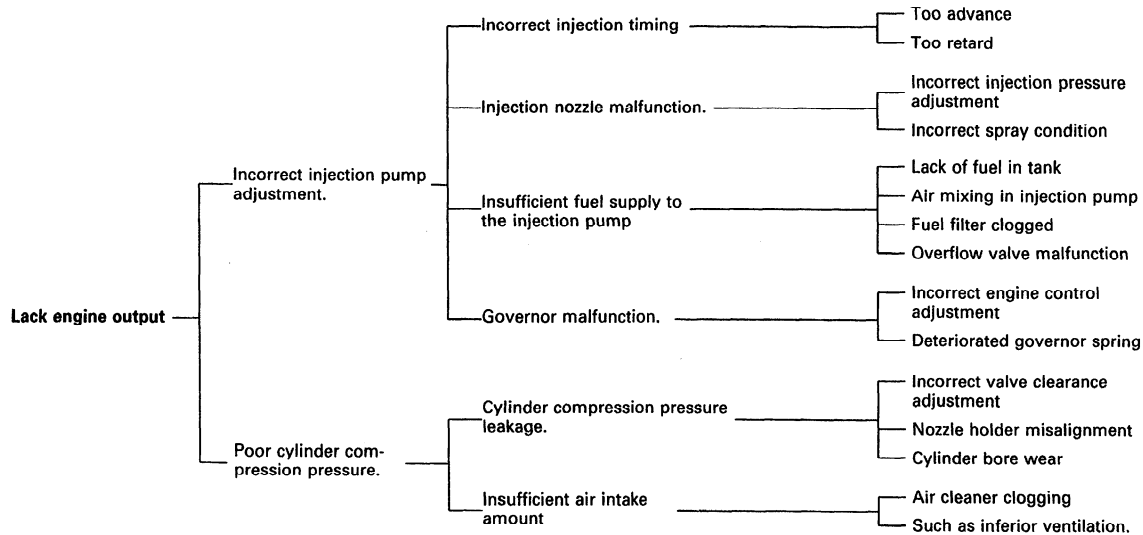 Lack engine output
Incorrect injection pump
adjustment.
Incorrect injection timing
Too advance
Too retard
Injection nozzle malfunction.
Incorrect injection pressure
adjustment
Incorrect spray condition
Insufficient fuel supply to
the injection pump
Lack of fuel in tank
Air mixing in injection pump
Fuel filter clogged
Overflow valve malfunction
Governor malfunction.
Incorrect engine control
adjustment
Deteriorated governor spring
Poor cylinder com-
pression pressure.
Cylinder compression pressure
leakage.
Incorrect valve clearance
adjustment
Nozzle holder misalignment
Cylinder bore wear
Insufficient air intake
amount
Air cleaner clogging
Such as inferior ventilation.